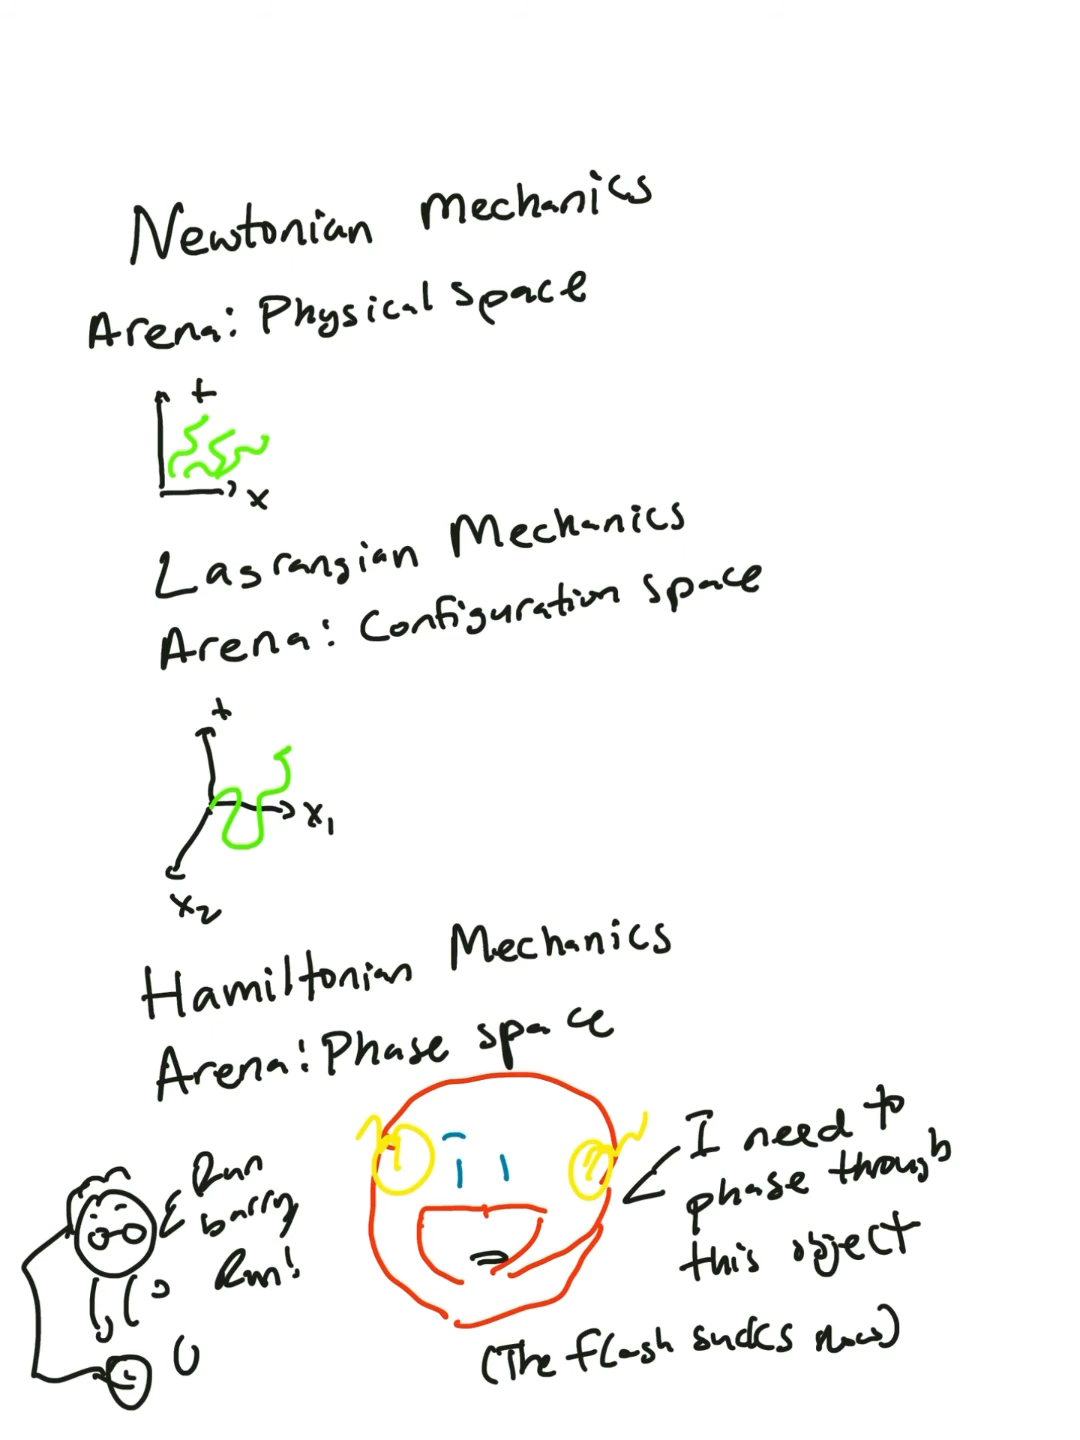 Newtonian mechanics
Arena: Physical space
t
x
Lagrangian Mechanics
Arena: Configuration space
t
x1
x2
Hamiltonian Mechanics
Arena: Phase space
I need to
phase through
this object
Run
barry
Run!
(The flash sucks now)